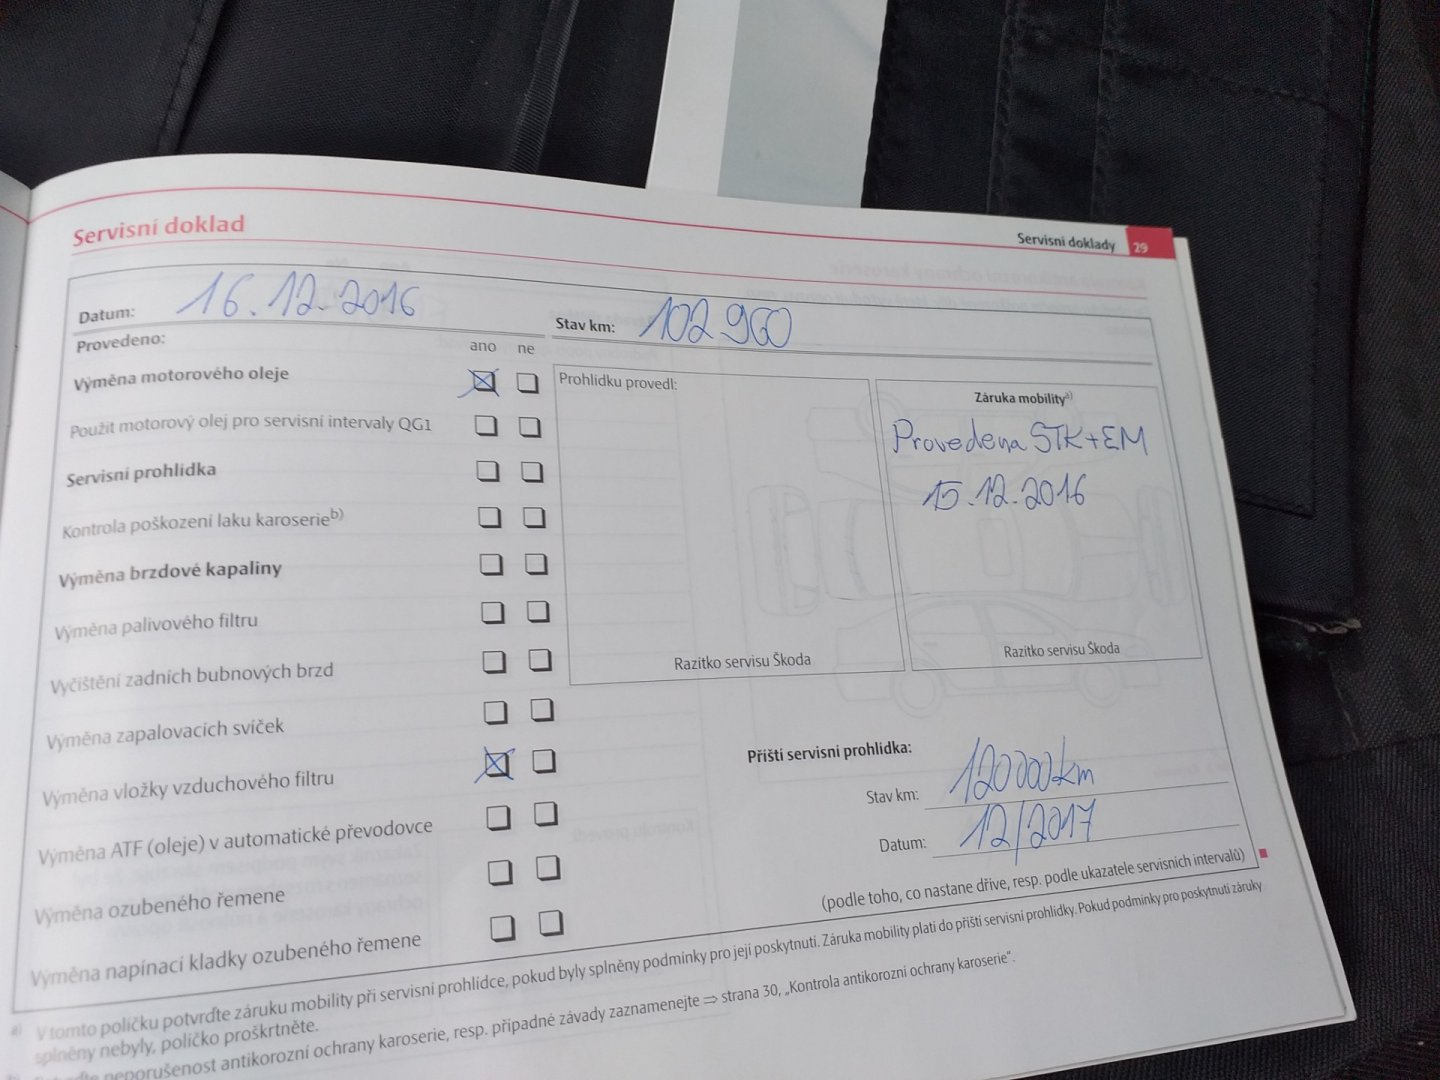 Servisní doklad
Servisní doklady 29
Datum: 16.12.2016
Stav km: 102 960
Provedeno:
ano ne
Výměna motorového oleje
Použit motorový olej pro servisní intervaly QG1
Servisní prohlídka
Kontrola poškození laku karoserie b)
Výměna brzdové kapaliny
Výměna palivového filtru
Vyčištění zadních bubnových brzd
Výměna zapalovacích svíček
Výměna vložky vzduchového filtru
Výměna ATF (oleje) v automatické převodovce
Výměna ozubeného řemene
Výměna napínací kladky ozubeného řemene
Prohlídku provedl:
Razítko servisu Škoda
Záruka mobility a)
Provedena STK+EM
15.12.2016
Razítko servisu Škoda
Příští servisní prohlídka:
Stav km: 120 000 km
Datum: 12/2017
(podle toho, co nastane dříve, resp. podle ukazatele servisních intervalů)
a) V tomto políčku potvrďte záruku mobility při servisní prohlídce, pokud byly splněny podmínky pro její poskytnutí. Záruka mobility platí do příští servisní prohlídky. Pokud podmínky pro poskytnutí záruky
splněny nebyly, políčko proškrtněte.
neporušenost antikorozní ochrany karoserie, resp. případné závady zaznamenejte ⇒ strana 30, „Kontrola antikorozní ochrany karoserie“.